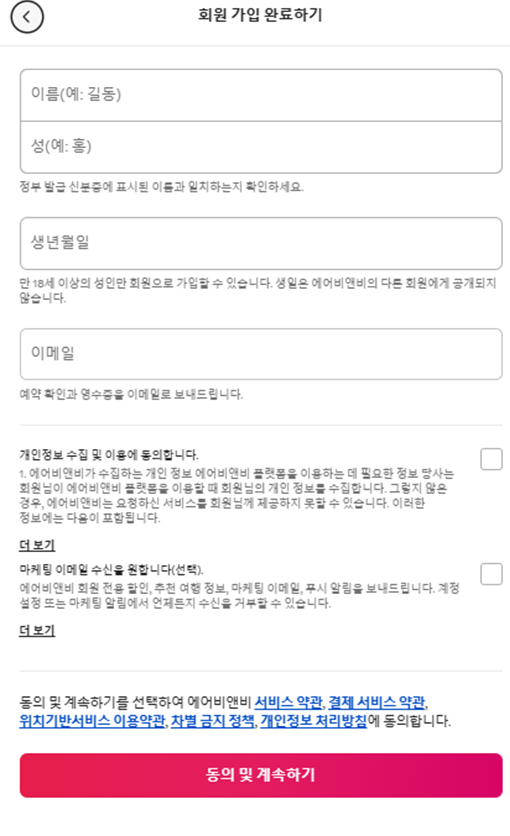 회원 가입 완료하기
이름(예: 길동)
성(예: 홍)
정부 발급 신분증에 표시된 이름과 일치하는지 확인하세요.
생년월일
만 18세 이상의 성인만 회원으로 가입할 수 있습니다. 생일은 에어비앤비의 다른 회원에게 공개되지
않습니다.
이메일
예약 확인과 영수증을 이메일로 보내드립니다.
개인정보 수집 및 이용에 동의합니다.
1. 에어비앤비가 수집하는 개인 정보 에어비앤비 플랫폼을 이용하는 데 필요한 정보 당사는
회원님이 에어비앤비 플랫폼을 이용할 때 회원님의 개인 정보를 수집합니다. 그렇지 않은
경우, 에어비앤비는 요청하신 서비스를 회원님께 제공하지 못할 수 있습니다. 이러한
정보에는 다음이 포함됩니다.
더 보기
마케팅 이메일 수신을 원합니다(선택).
에어비앤비 회원 전용 할인, 추천 여행 정보, 마케팅 이메일, 푸시 알림을 보내드립니다. 계정
설정 또는 마케팅 알림에서 언제든지 수신을 거부할 수 있습니다.
더 보기
동의 및 계속하기를 선택하여 에어비앤비 서비스 약관, 결제 서비스 약관,
위치기반서비스 이용약관, 차별 금지 정책, 개인정보 처리방침에 동의합니다.
동의 및 계속하기